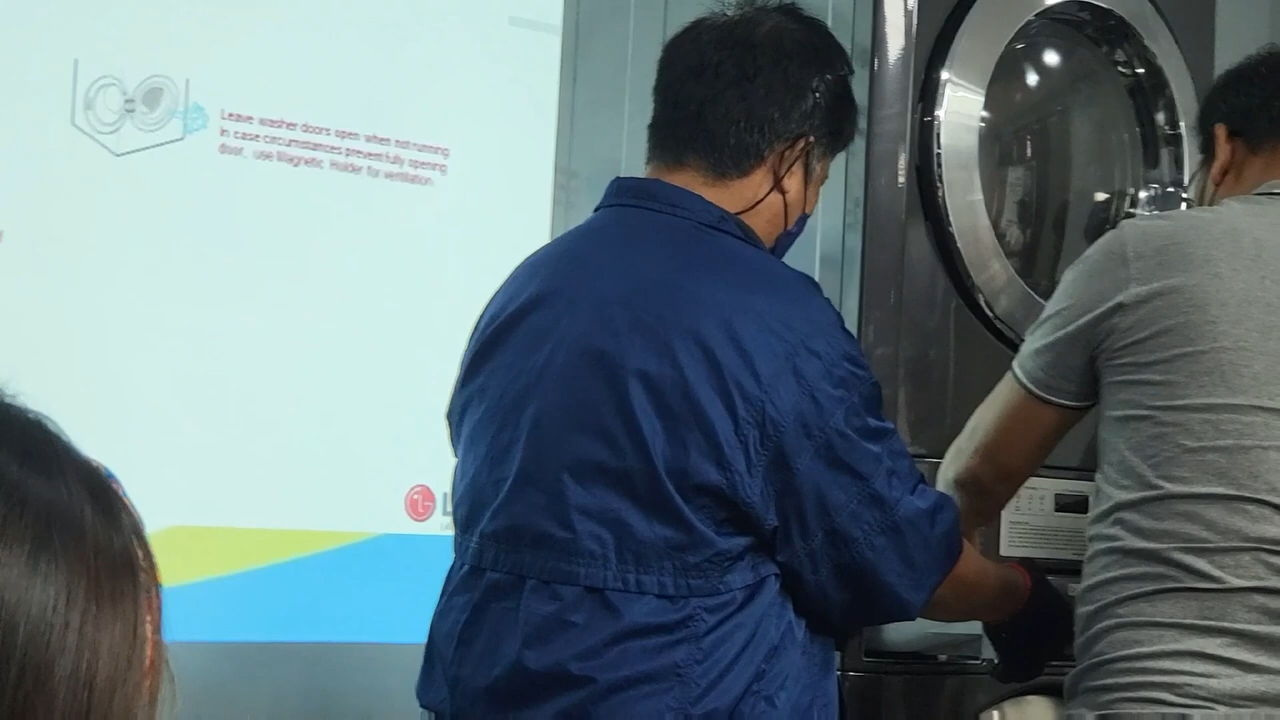 Leave washer doors open when not running
In case circumstances prevent fully opening
door, use Magnetic Holder for ventilation